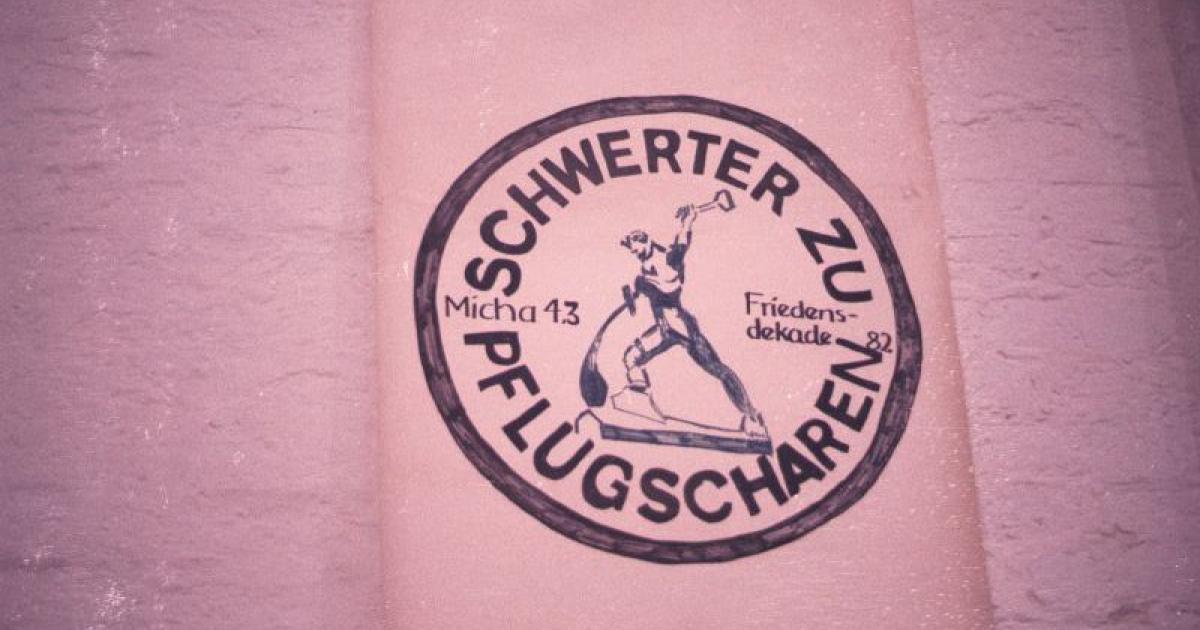 SCHWERTER ZU
Micha 4.3
Friedens-
dekade 82
PFLUGSCHAREN